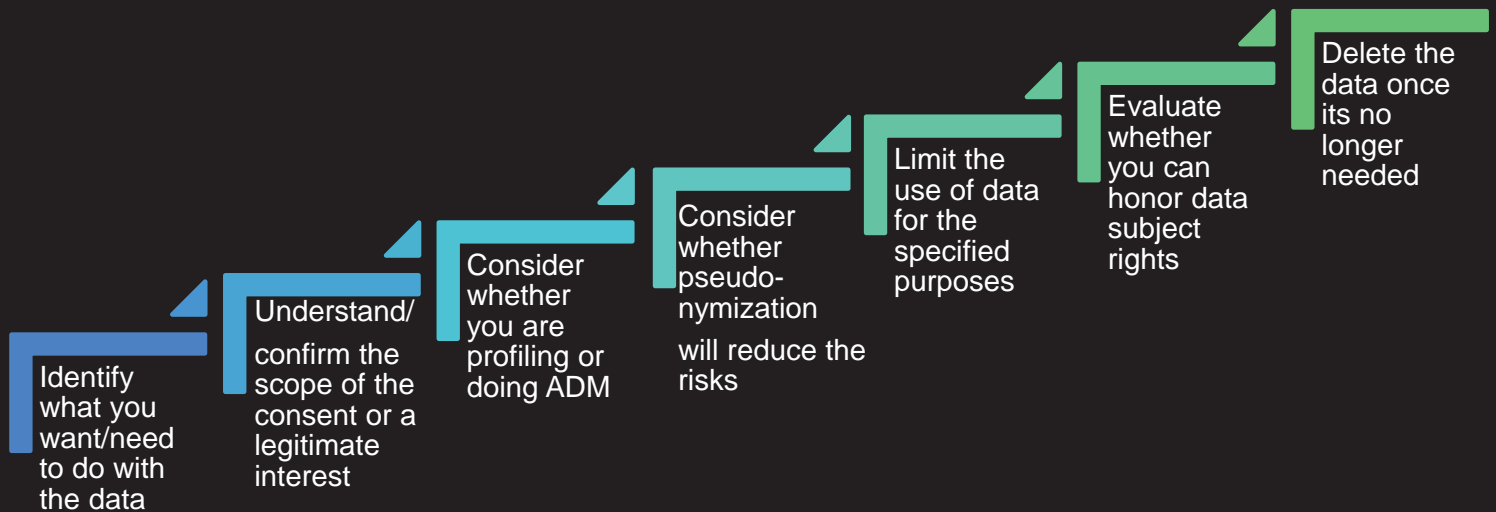 Identify
what you
want/need
to do with
the data
Understand/
confirm the
scope of the
consent or a
legitimate
interest
Consider
whether
you are
profiling or
doing ADM
Consider
whether
pseudo-
nymization
will reduce the
risks
Limit the
use of data
for the
specified
purposes
Evaluate
whether
you can
honor data
subject
rights
Delete the
data once
its no
longer
needed